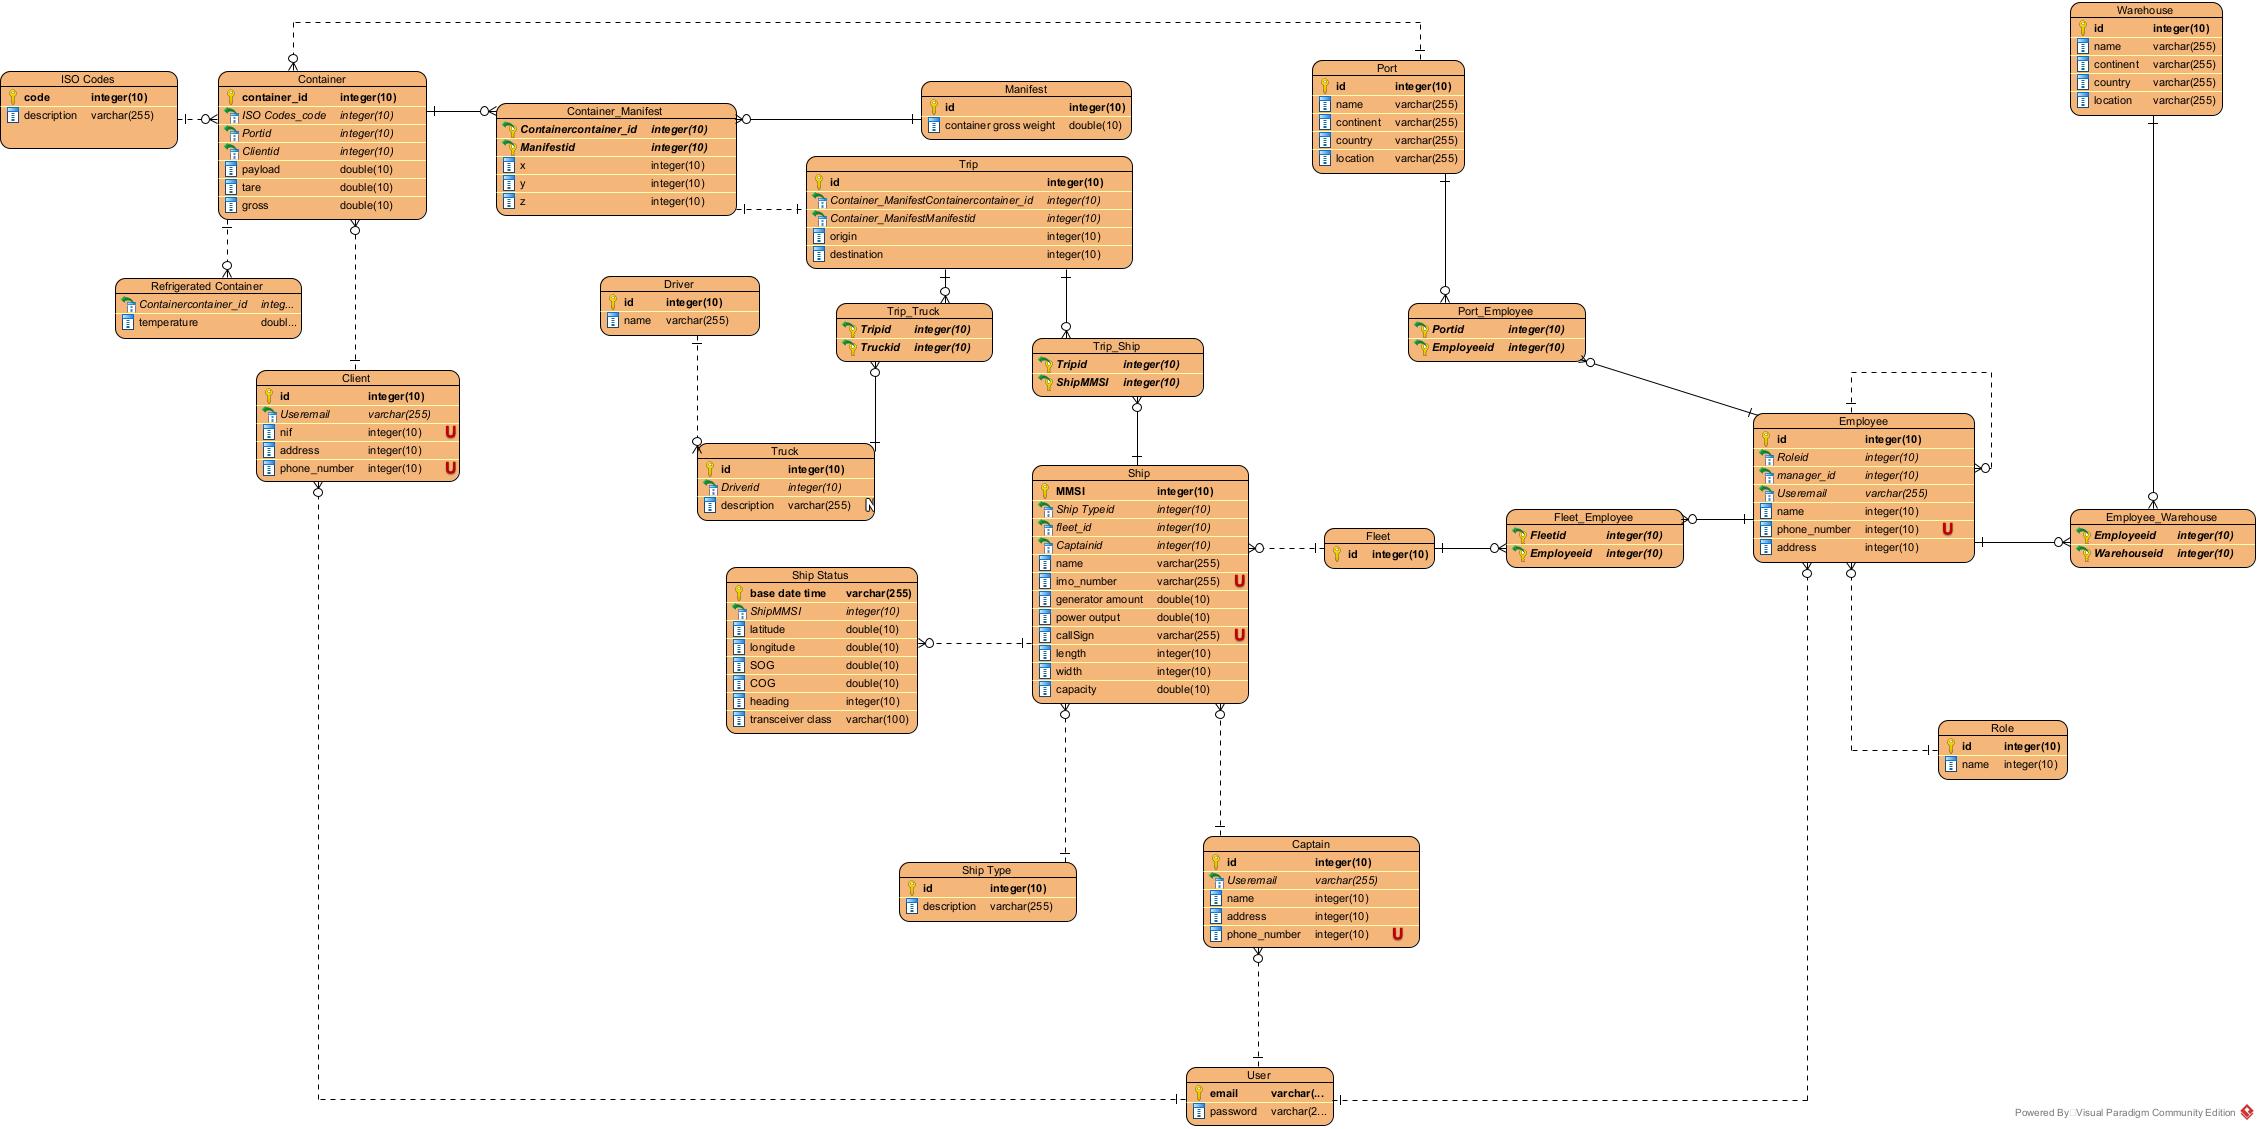 Warehouse
id integer(10)
name varchar(255)
continent varchar(255)
country varchar(255)
location varchar(255)
ISO Codes
code integer(10)
description varchar(255)
Container
container_id integer(10)
ISO Codes_code integer(10)
Portid integer(10)
Clientid integer(10)
payload double(10)
tare double(10)
gross double(10)
Container_Manifest
Containercontainer_id integer(10)
Manifestid integer(10)
x integer(10)
y integer(10)
z integer(10)
Manifest
id integer(10)
container gross weight double(10)
Port
id integer(10)
name varchar(255)
continent varchar(255)
country varchar(255)
location varchar(255)
Trip
id integer(10)
Container_ManifestContainercontainer_id integer(10)
Container_ManifestManifestid integer(10)
origin integer(10)
destination integer(10)
Refrigerated Container
Containercontainer_id integ...
temperature doubl...
Driver
id integer(10)
name varchar(255)
Trip_Truck
Tripid integer(10)
Truckid integer(10)
Trip_Ship
Tripid integer(10)
ShipMMSI integer(10)
Port_Employee
Portid integer(10)
Employeeid integer(10)
Client
id integer(10)
Useremail varchar(255)
nif integer(10) U
address integer(10)
phone_number integer(10) U
Truck
id integer(10)
Driverid integer(10)
description varchar(255) N
Ship
MMSI integer(10)
Ship Typeid integer(10)
fleet_id integer(10)
Captainid integer(10)
name varchar(255)
imo_number varchar(255) U
generator amount double(10)
power output double(10)
callSign varchar(255) U
length integer(10)
width integer(10)
capacity double(10)
Fleet
id integer(10)
Fleet_Employee
Fleetid integer(10)
Employeeid integer(10)
Employee
id integer(10)
Roleid integer(10)
manager_id integer(10)
Useremail varchar(255)
name integer(10)
phone_number integer(10) U
address integer(10)
Employee_Warehouse
Employeeid integer(10)
Warehouseid integer(10)
Ship Status
base date time varchar(255)
ShipMMSI integer(10)
latitude double(10)
longitude double(10)
SOG double(10)
COG double(10)
heading integer(10)
transceiver class varchar(100)
Role
id integer(10)
name integer(10)
Ship Type
id integer(10)
description varchar(255)
Captain
id integer(10)
Useremail varchar(255)
name integer(10)
address integer(10)
phone_number integer(10) U
User
email varchar(...
password varchar(2...
Powered By Visual Paradigm Community Edition